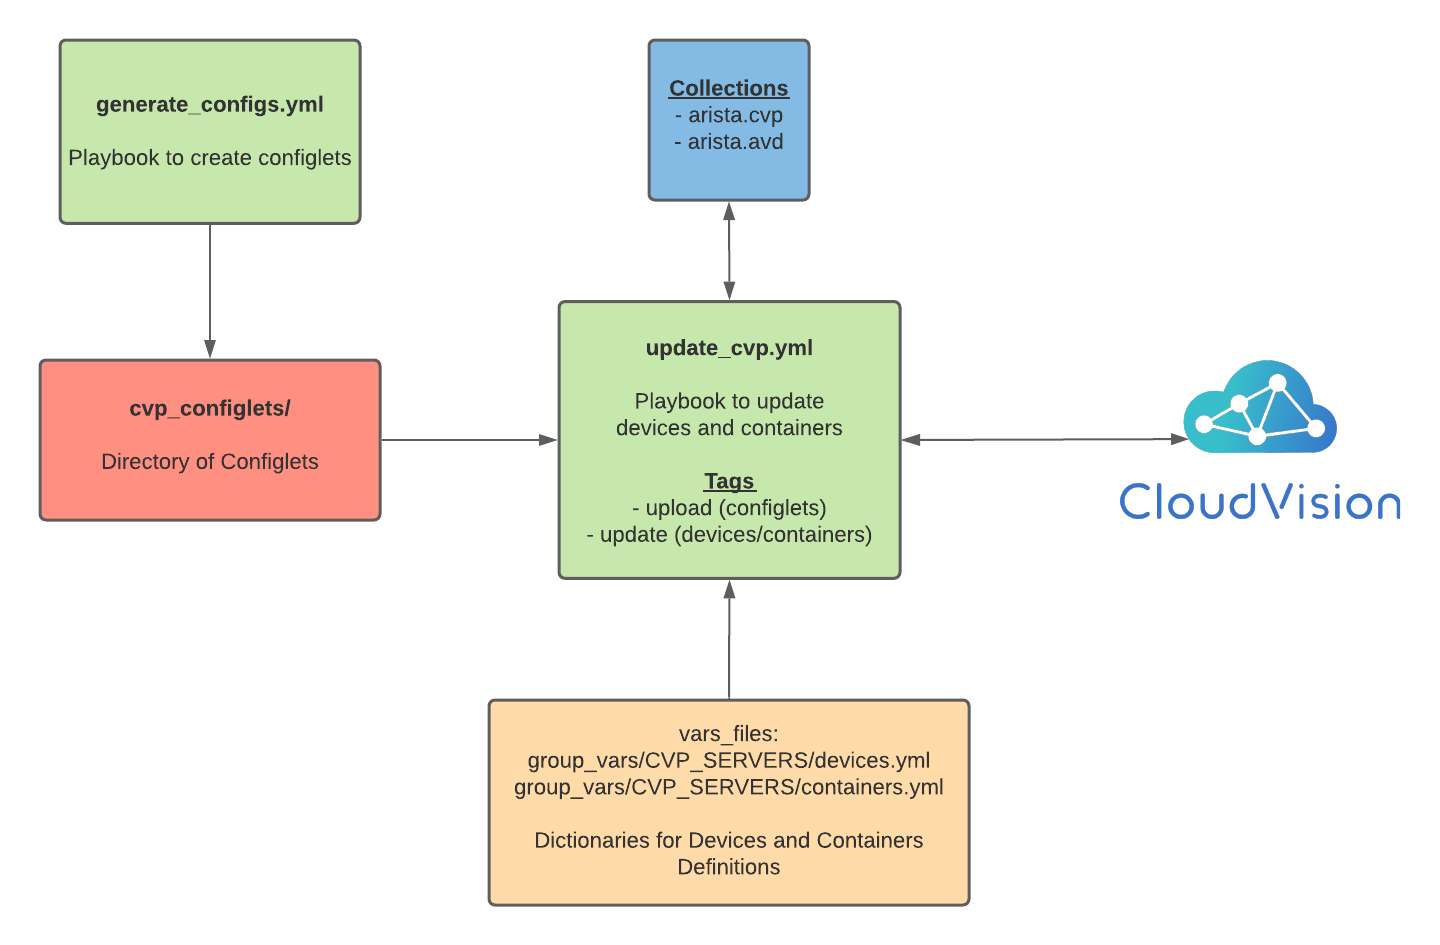 generate_configs.yml
Playbook to create configlets
Collections
- arista.cvp
- arista.avd
cvp_configlets/
Directory of Configlets
update_cvp.yml
Playbook to update
devices and containers
Tags
- upload (configlets)
- update (devices/containers)
CloudVision
vars_files:
group_vars/CVP_SERVERS/devices.yml
group_vars/CVP_SERVERS/containers.yml
Dictionaries for Devices and Containers
Definitions